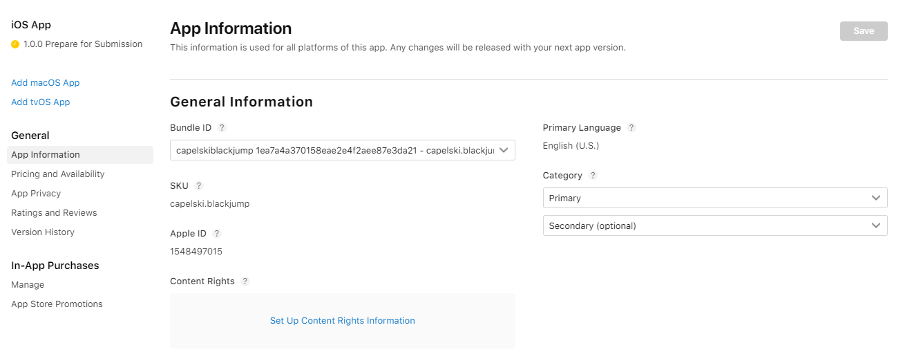 iOS App
1.0.0 Prepare for Submission
Add macOS App
Add tvOS App
General
App Information
Pricing and Availability
App Privacy
Ratings and Reviews
Version History
In-App Purchases
Manage
App Store Promotions
App Information
Save
This information is used for all platforms of this app. Any changes will be released with your next app version.
General Information
Bundle ID ?
capelskiblackjump 1ea7a4a370158eae2e4f2aee87e3da21 - capelski.blackjur
SKU ?
capelski.blackjump
Apple ID ?
1548497015
Content Rights ?
Set Up Content Rights Information
Primary Language ?
English (U.S.)
Category ?
Primary
Secondary (optional)